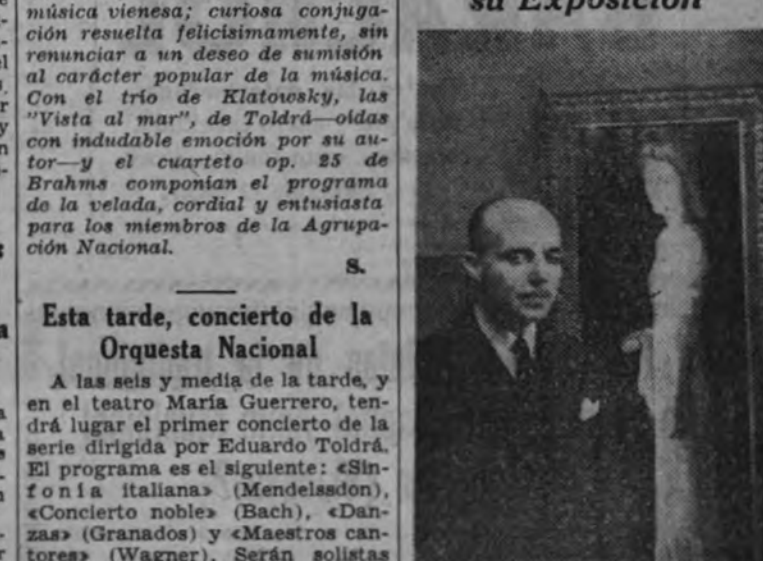 música vienesa; curiosa conjuga-
ción resuelta felicisimamente, sin
renunciar a un deseo de sumisión
al carácter popular de la música.
Con el trío de Klatowsky, las
"Vista al mar", de Toldrá—oídas
con indudable emoción por su au-
tor—y el cuarteto op. 25 de
Brahms componían el programa
de la velada, cordial y entusiasta
para los miembros de la Agrupa-
ción Nacional.
S.
Esta tarde, concierto de la
Orquesta Nacional
A las seis y media de la tarde, y
en el teatro María Guerrero, ten-
drá lugar el primer concierto de la
serie dirigida por Eduardo Toldrá.
El programa es el siguiente: «Sin-
fonía italiana» (Mendelssdon),
«Concierto noble» (Bach), «Dan-
zas» (Granados) y «Maestros can-
tores» (Wagner). Serán solistas
su Exposición